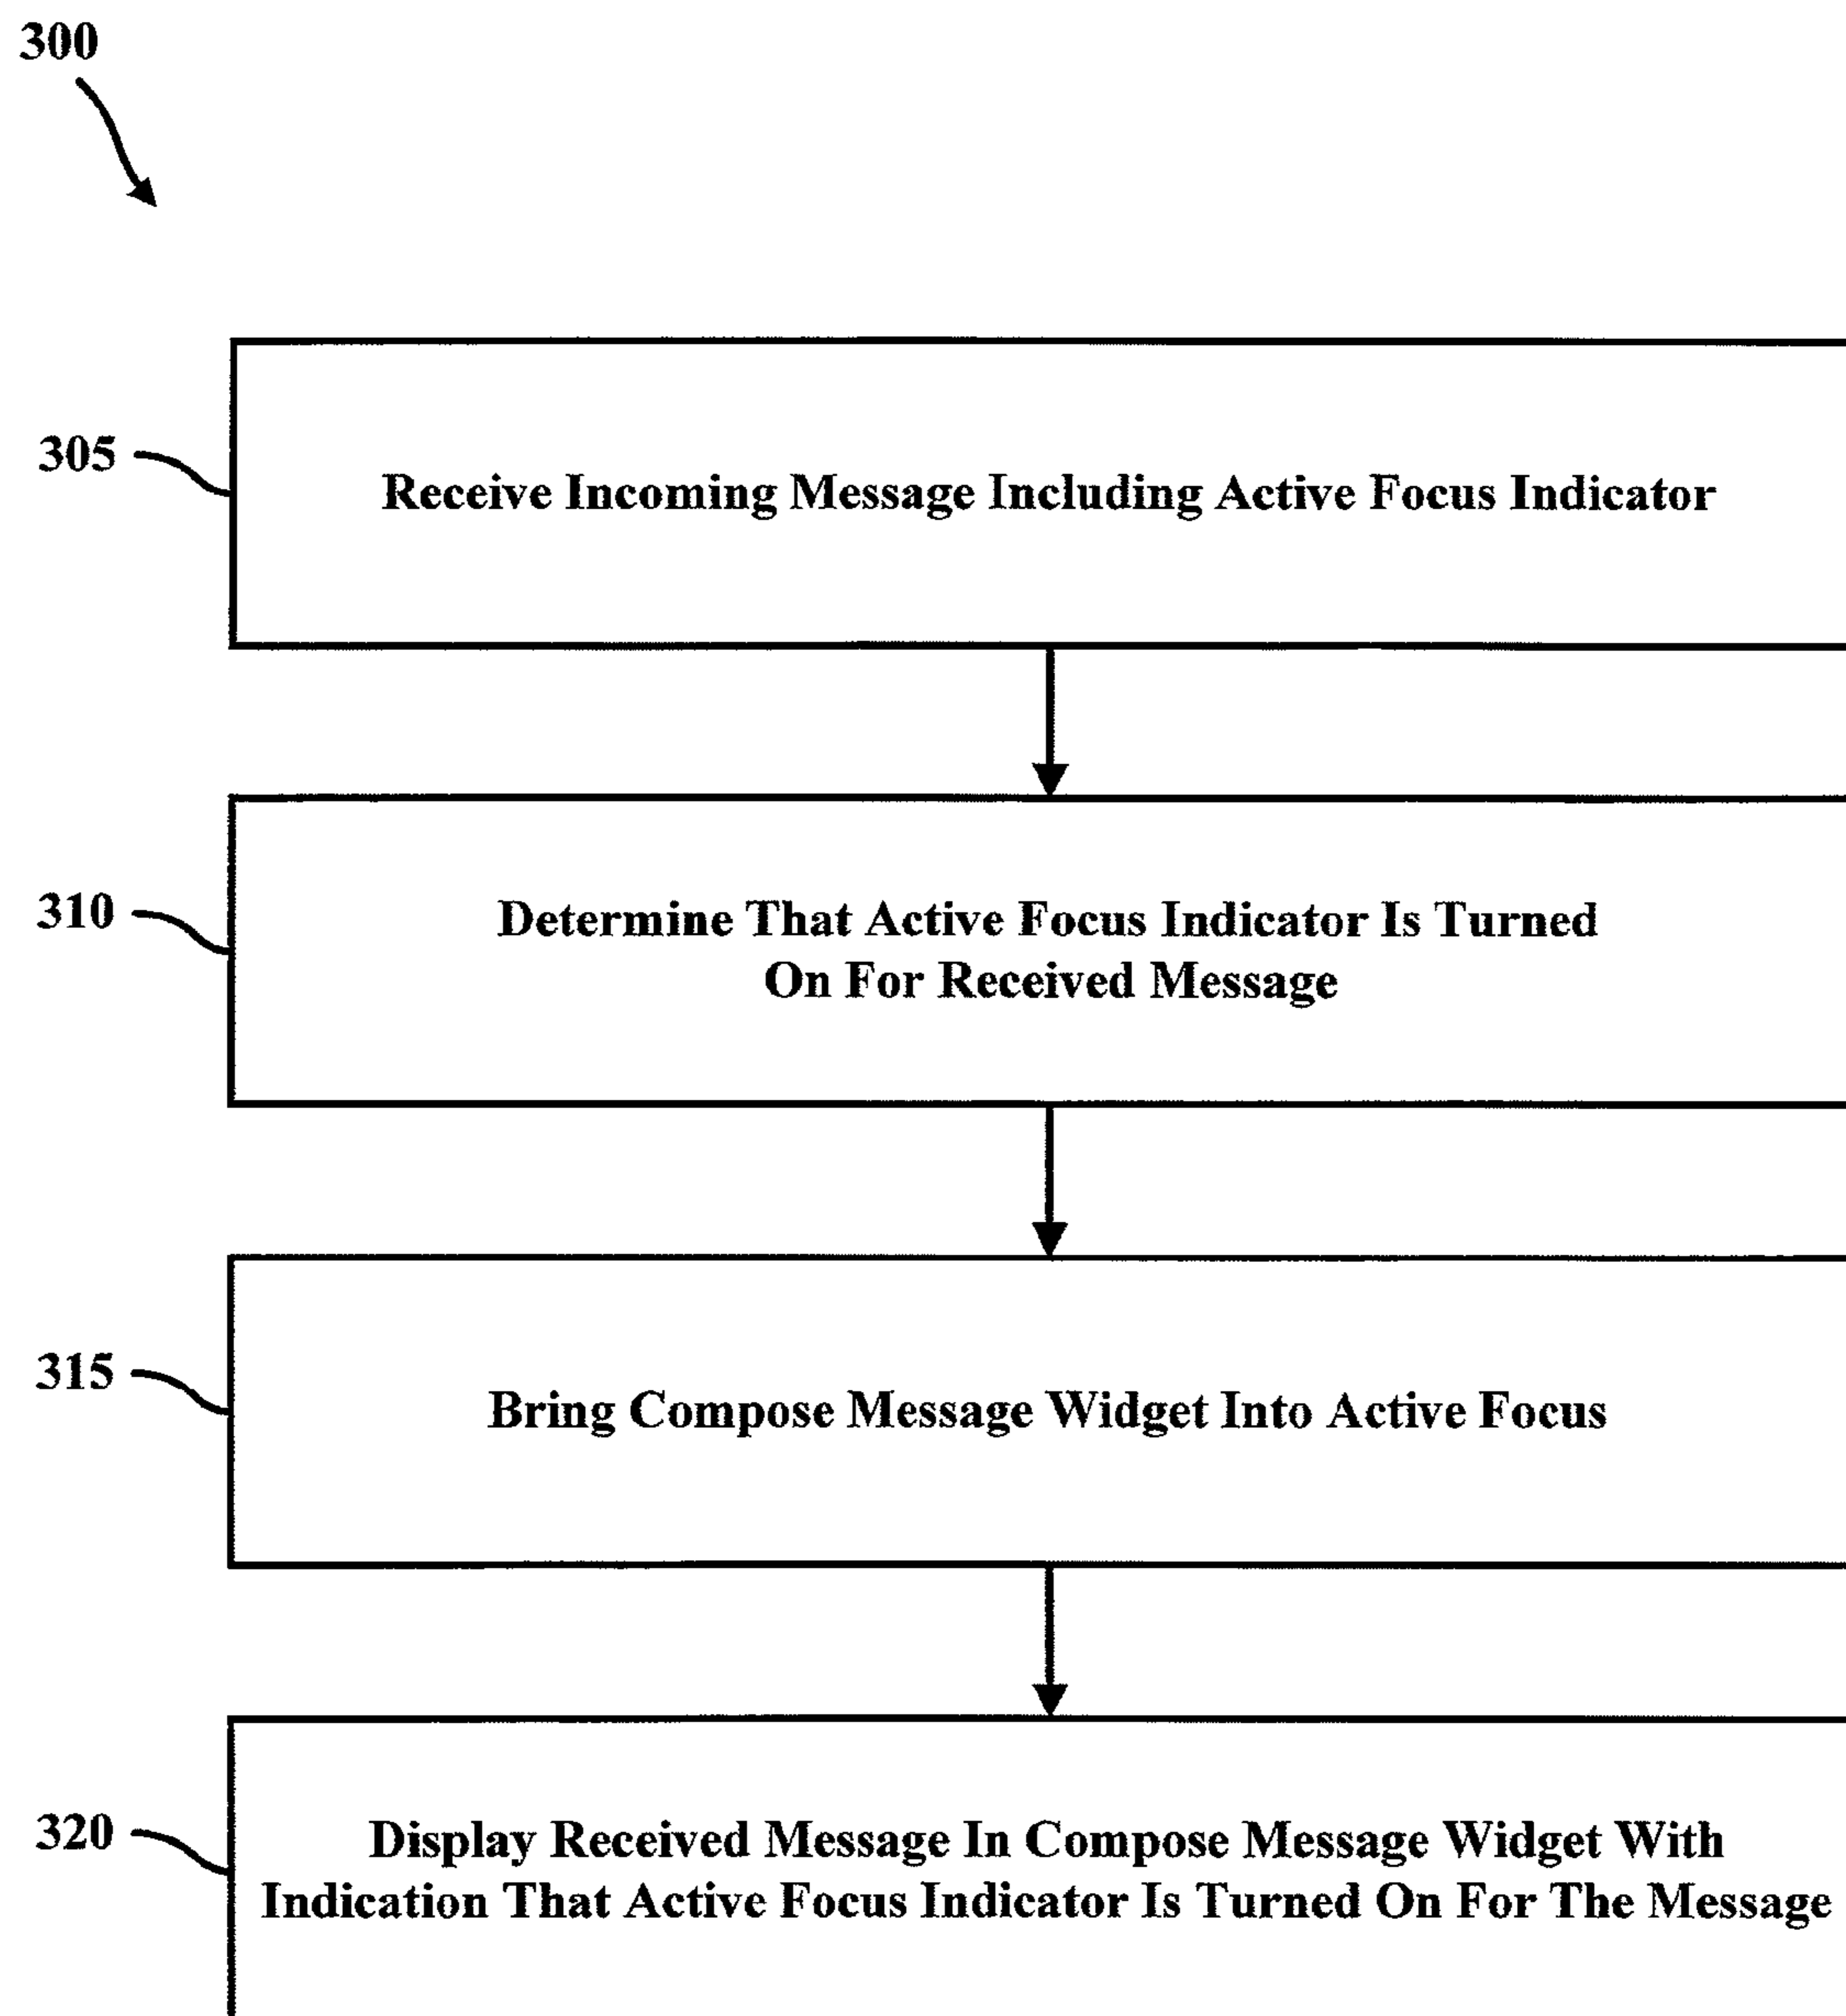 300
305
Receive Incoming Message Including Active Focus Indicator
310
Determine That Active Focus Indicator Is Turned
On For Received Message
315
Bring Compose Message Widget Into Active Focus
320
Display Received Message In Compose Message Widget With
Indication That Active Focus Indicator Is Turned On For The Message